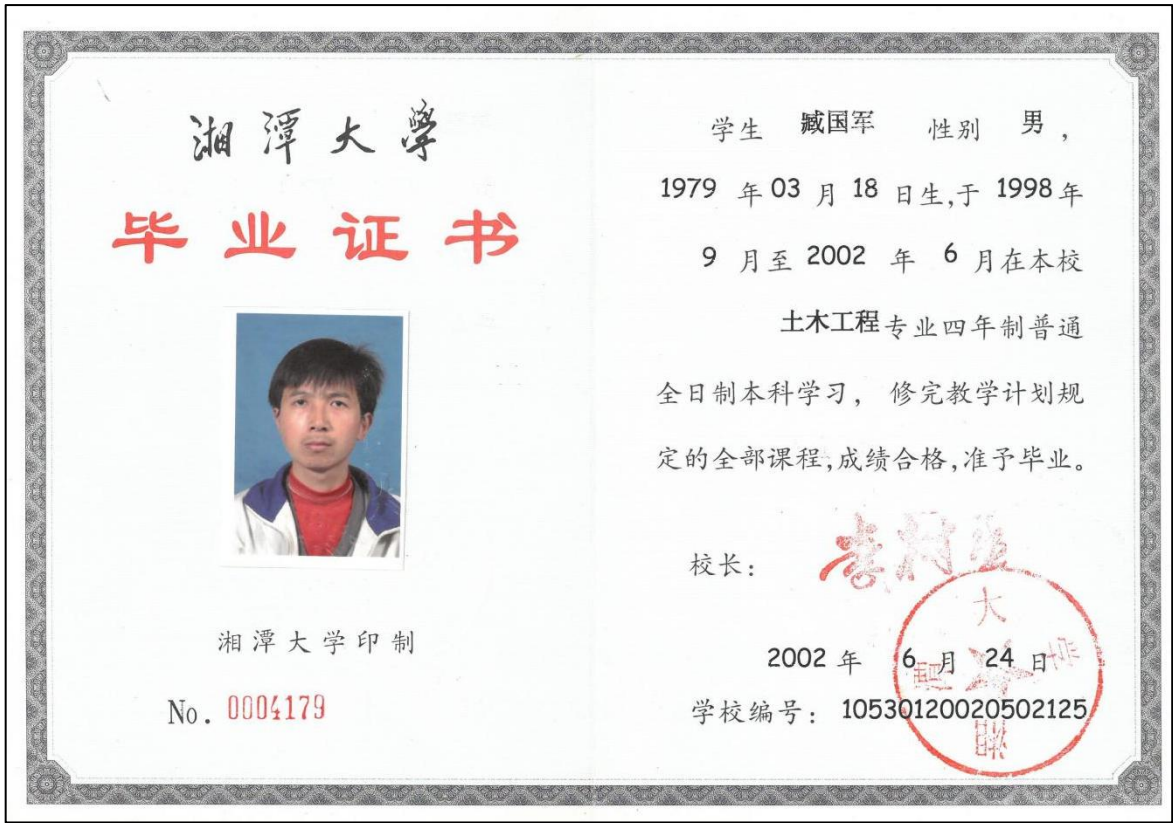 湘潭大學
毕业证书
湘潭大学印制
No. 0004179
学生 臧国军 性别 男,
1979 年 03 月 18 日生,于 1998 年
9 月至 2002 年 6 月在本校
土木工程专业四年制普通
全日制本科学习, 修完教学计划规
定的全部课程,成绩合格,准予毕业。
校长:
2002 年 6 月 24 日
学校编号: 10530120020502125
湘潭大学